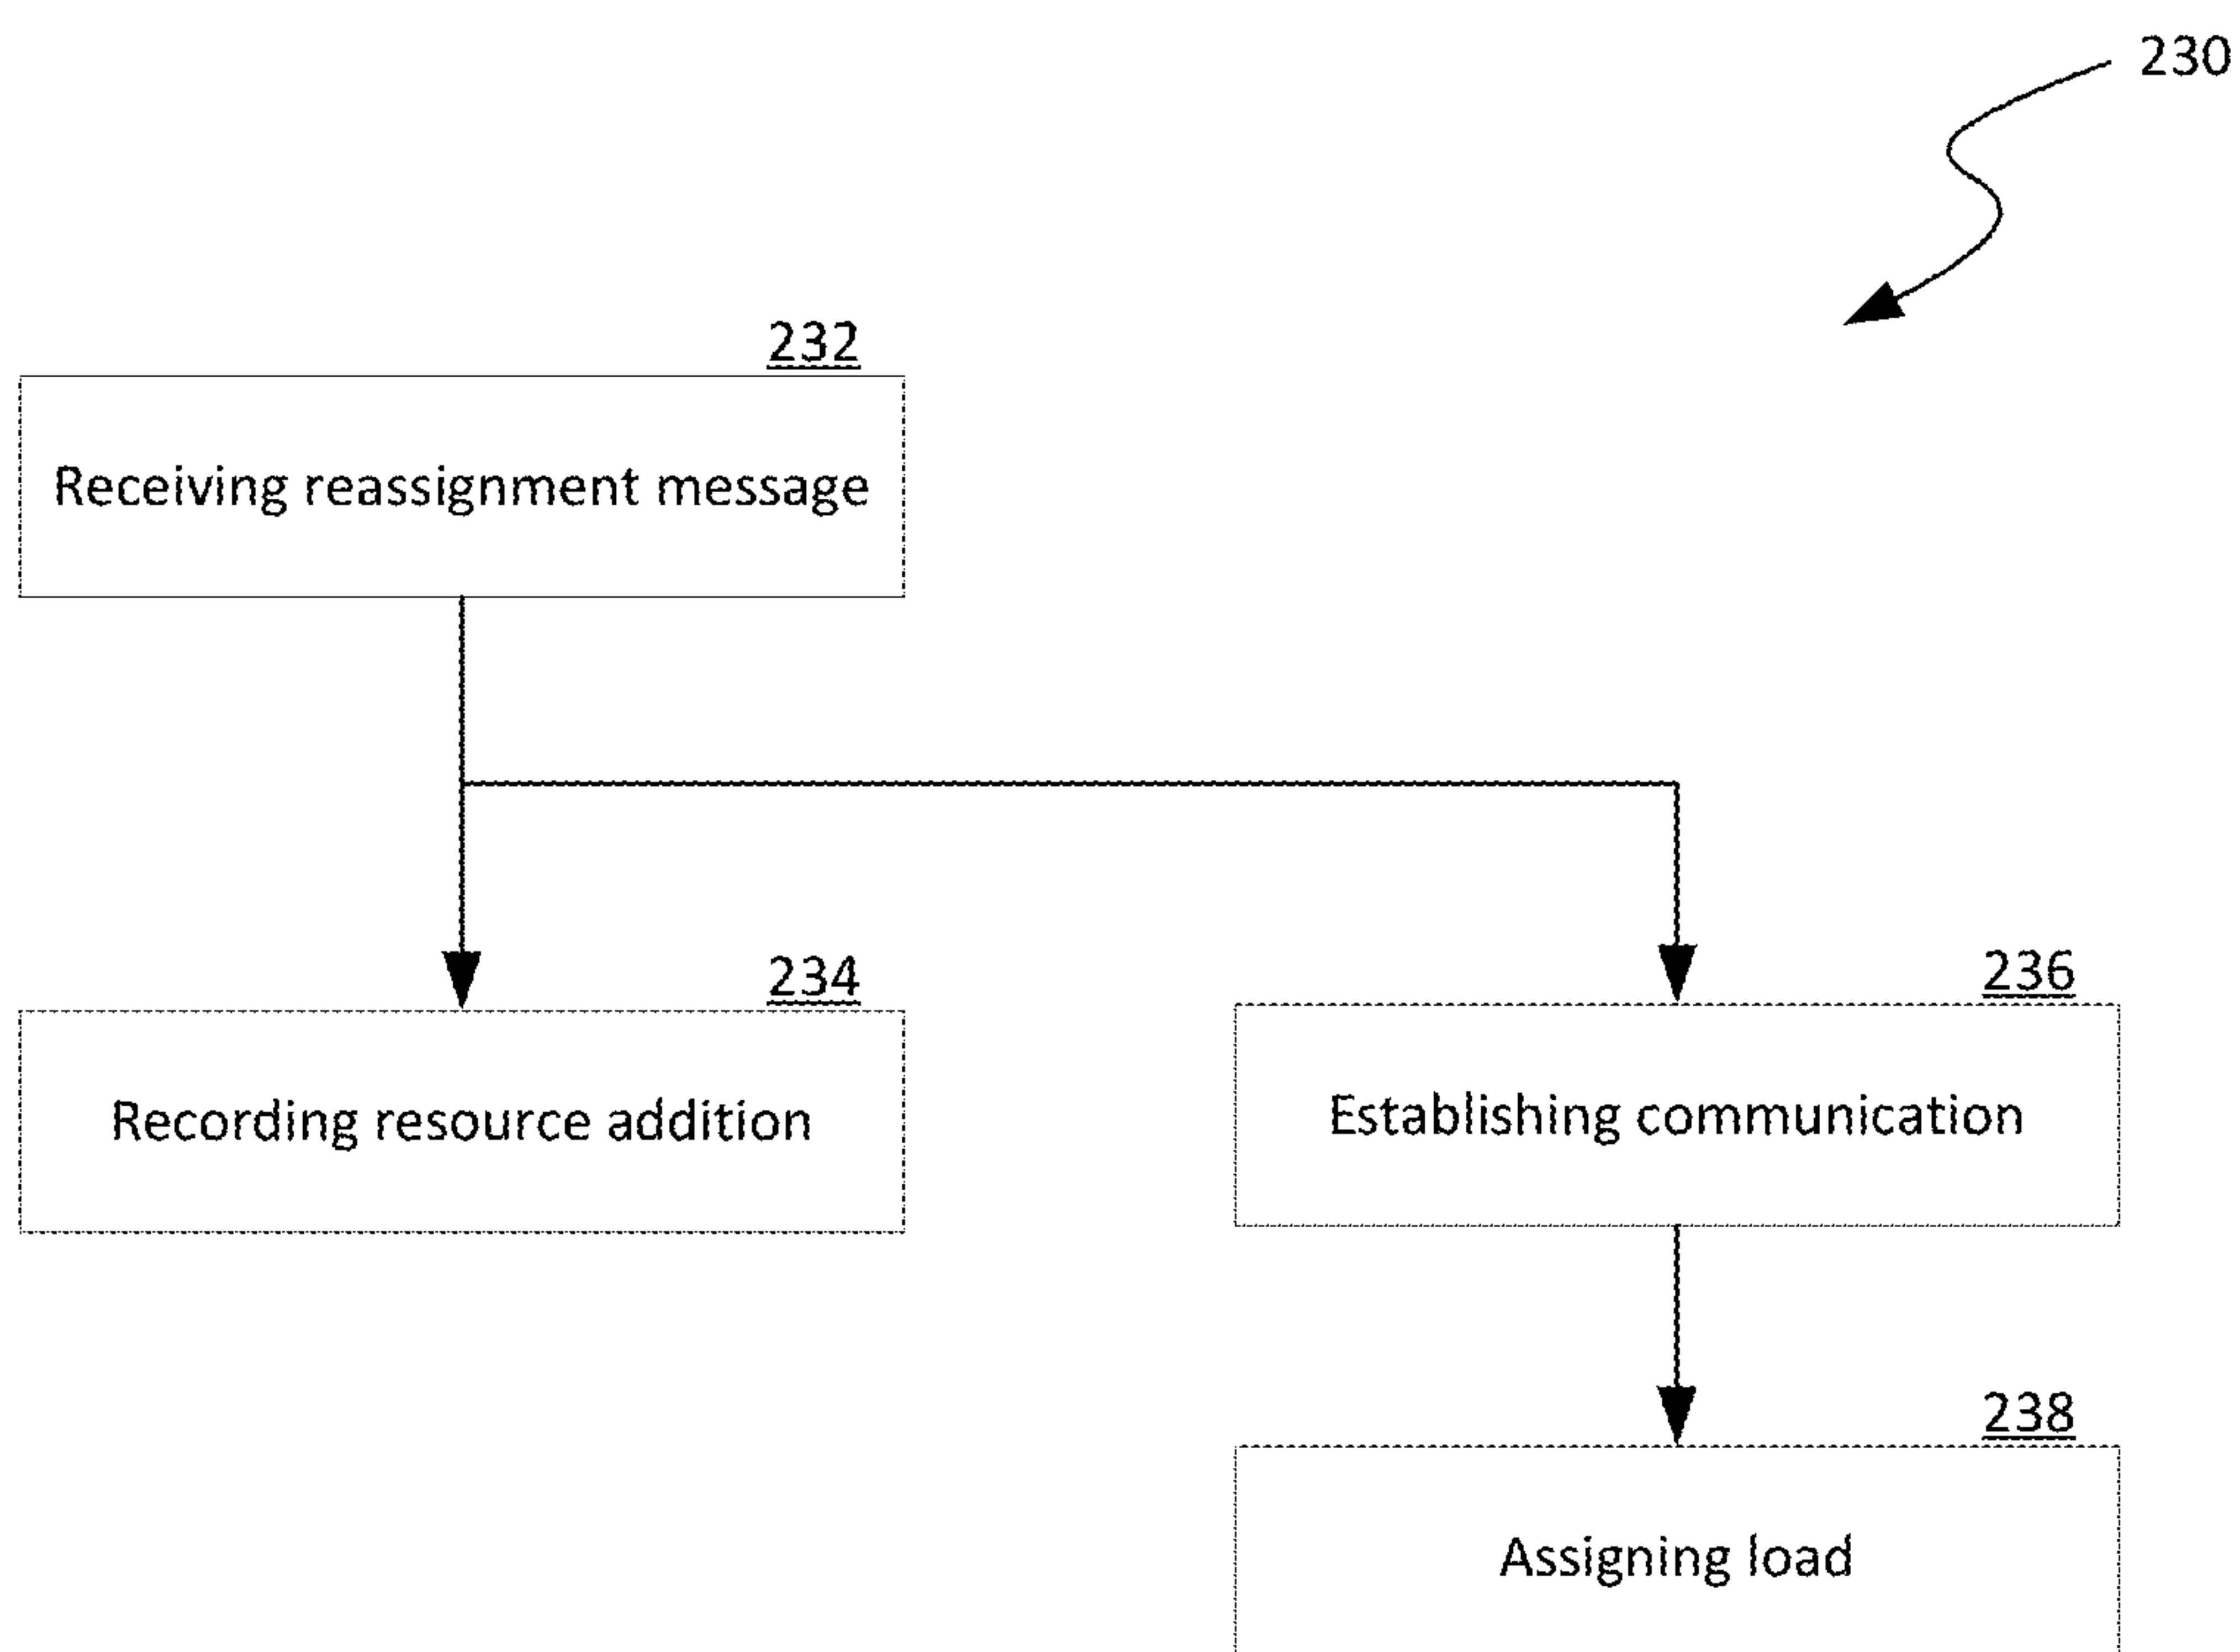 230
232
Receiving reassignment message
234
Recording resource addition
236
Establishing communication
238
Assigning load